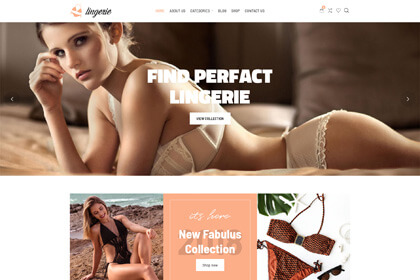 lingerie
HOME ABOUT US CATEGORIES BLOG SHOP CONTACT US
FIND PERFACT
LINGERIE
VIEW COLLECTION
it's here
New Fabulus
Collection
Shop now